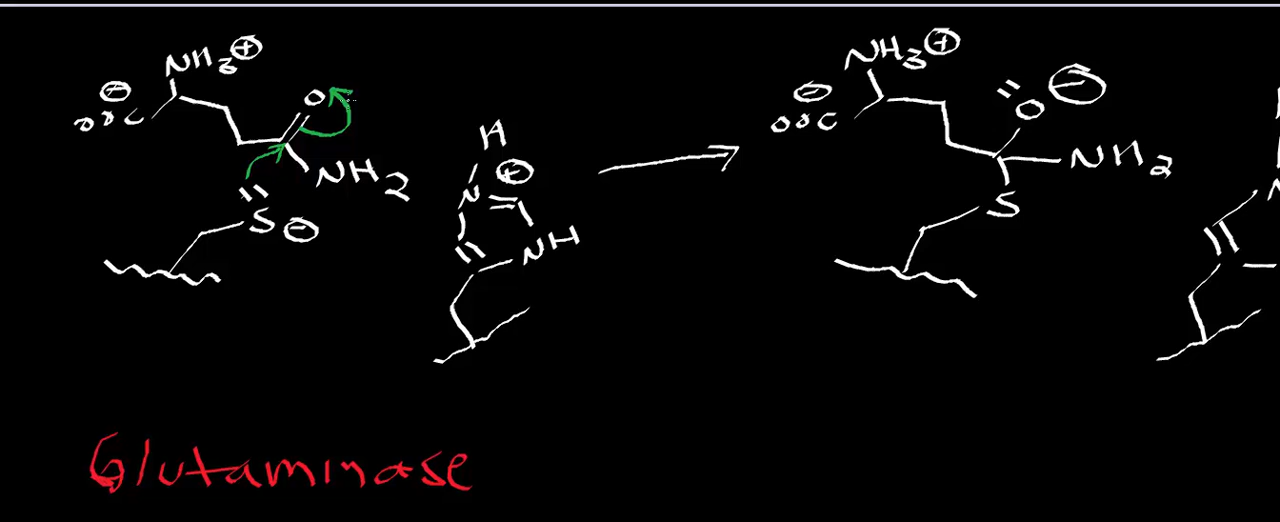 NH3⊕
⊖
OOC
O
NH2
S⊖
H
N⊕
NH
NH3⊕
⊖
OOC
O⊖
NH2
S
N
Glutaminase